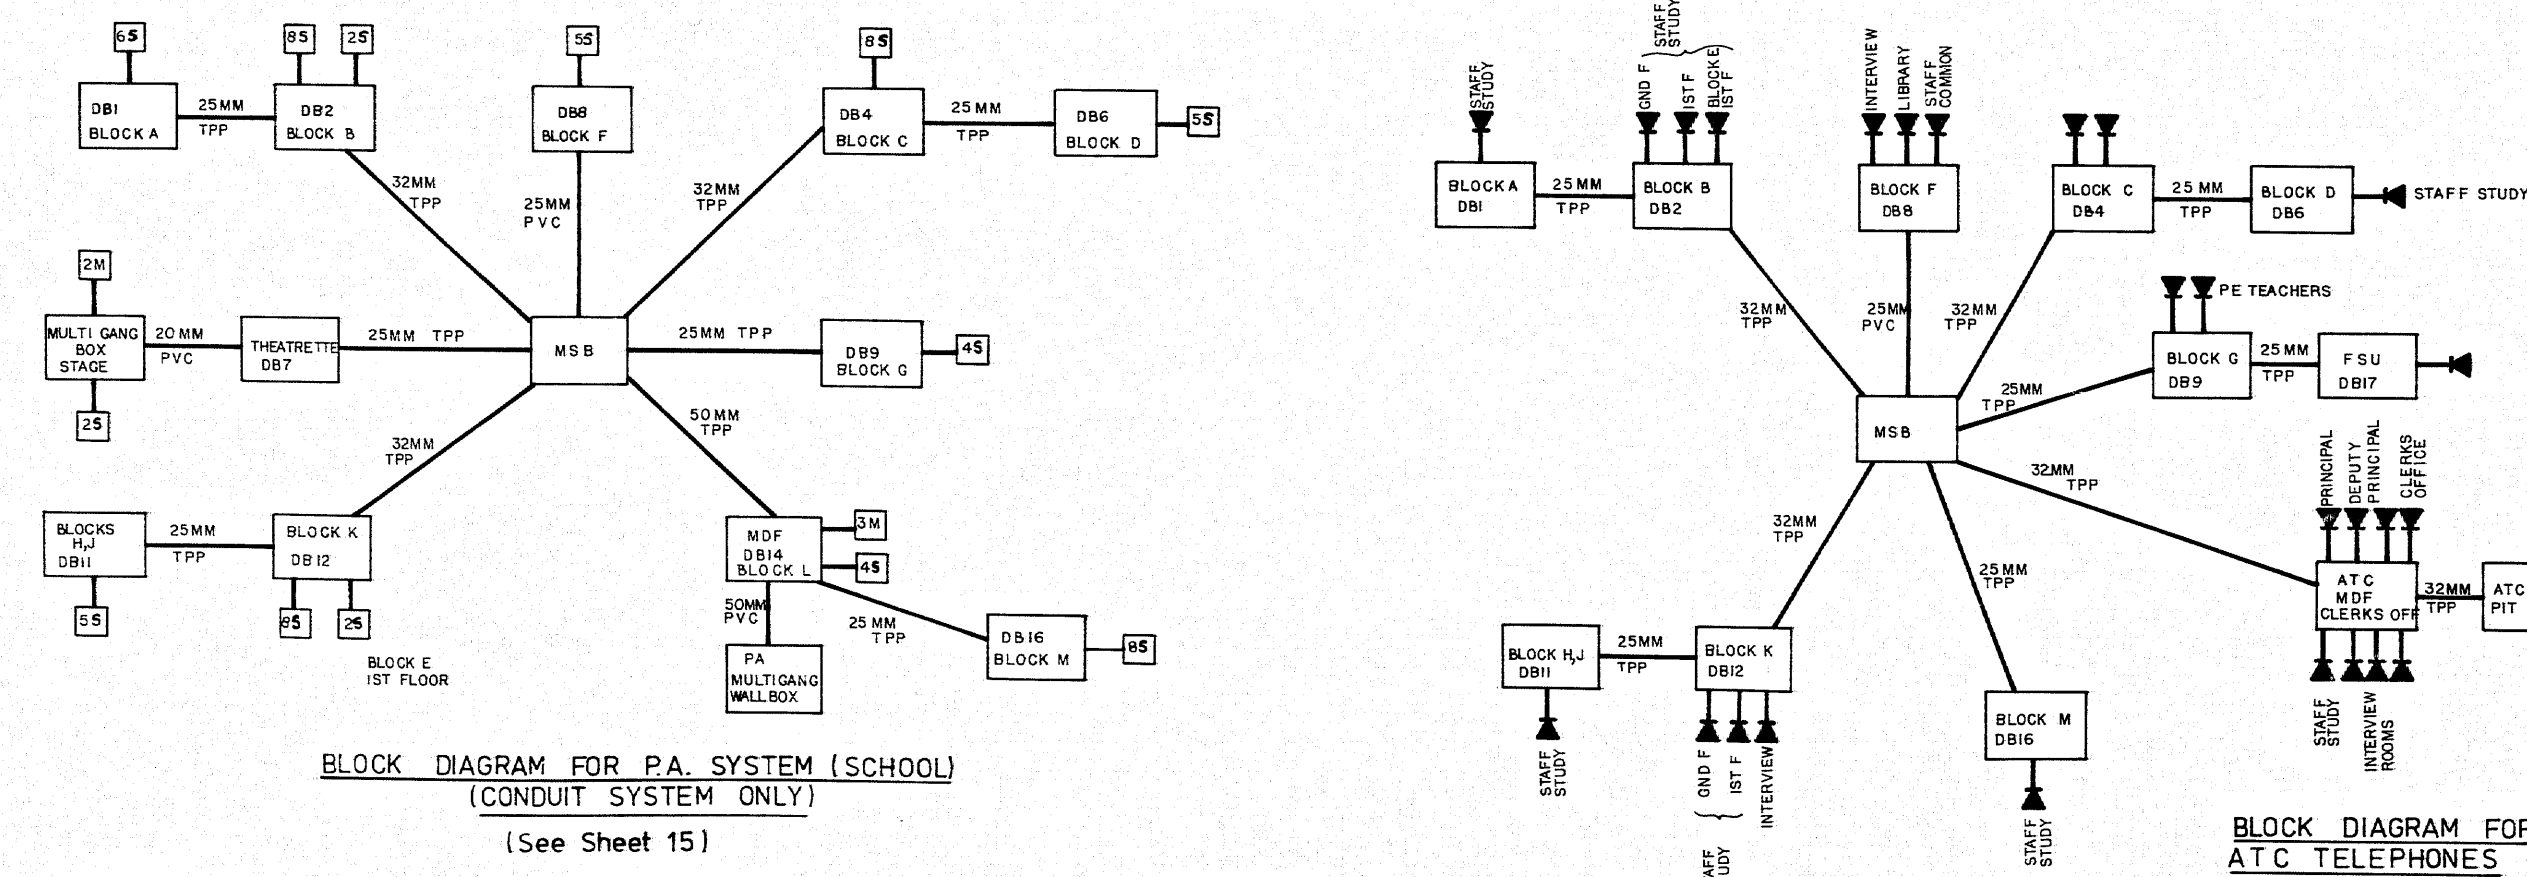 6S
8S
2S
5S
8S
DB1
BLOCK A
25MM
TPP
DB2
BLOCK B
DB8
BLOCK F
DB4
BLOCK C
25MM
TPP
DB6
BLOCK D
5S
32MM
TPP
25MM
PVC
32MM
TPP
2M
MULTI GANG
BOX
STAGE
20MM
PVC
THEATRETTE
DB7
25MM TPP
MSB
25MM TPP
DB9
BLOCK G
4S
2S
32MM
TPP
50MM
TPP
BLOCKS
H,J
DB11
25MM
TPP
BLOCK K
DB12
5S
8S
2S
BLOCK E
1ST FLOOR
MDF
DB14
BLOCK L
3M
4S
50MM
PVC
25MM
TPP
DB16
BLOCK M
8S
PA
MULTIGANG
WALLBOX
BLOCK DIAGRAM FOR P.A. SYSTEM (SCHOOL)
(CONDUIT SYSTEM ONLY)
(See Sheet 15)
STAFF
STUDY
STAFF
STUDY
GND F
1ST F
BLOCK E
1ST F
INTERVIEW
LIBRARY
STAFF
COMMON
BLOCK A
DB1
25MM
TPP
BLOCK B
DB2
BLOCK F
DB8
BLOCK C
DB4
25MM
TPP
BLOCK D
DB6
STAFF STUDY
32MM
TPP
25MM
PVC
32MM
TPP
PE TEACHERS
BLOCK G
DB9
25MM
TPP
FSU
DB17
25MM
TPP
MSB
32MM
TPP
PRINCIPAL
DEPUTY
PRINCIPAL
CLERKS
OFFICE
32MM
TPP
25MM
TPP
ATC
MDF
CLERKS OFF
32MM
TPP
ATC
PIT
STAFF
STUDY
INTERVIEW
ROOMS
BLOCK H,J
DB11
25MM
TPP
BLOCK K
DB12
STAFF
STUDY
GND F
1ST F
INTERVIEW
BLOCK M
DB16
STAFF
STUDY
BLOCK DIAGRAM FOR
ATC TELEPHONES